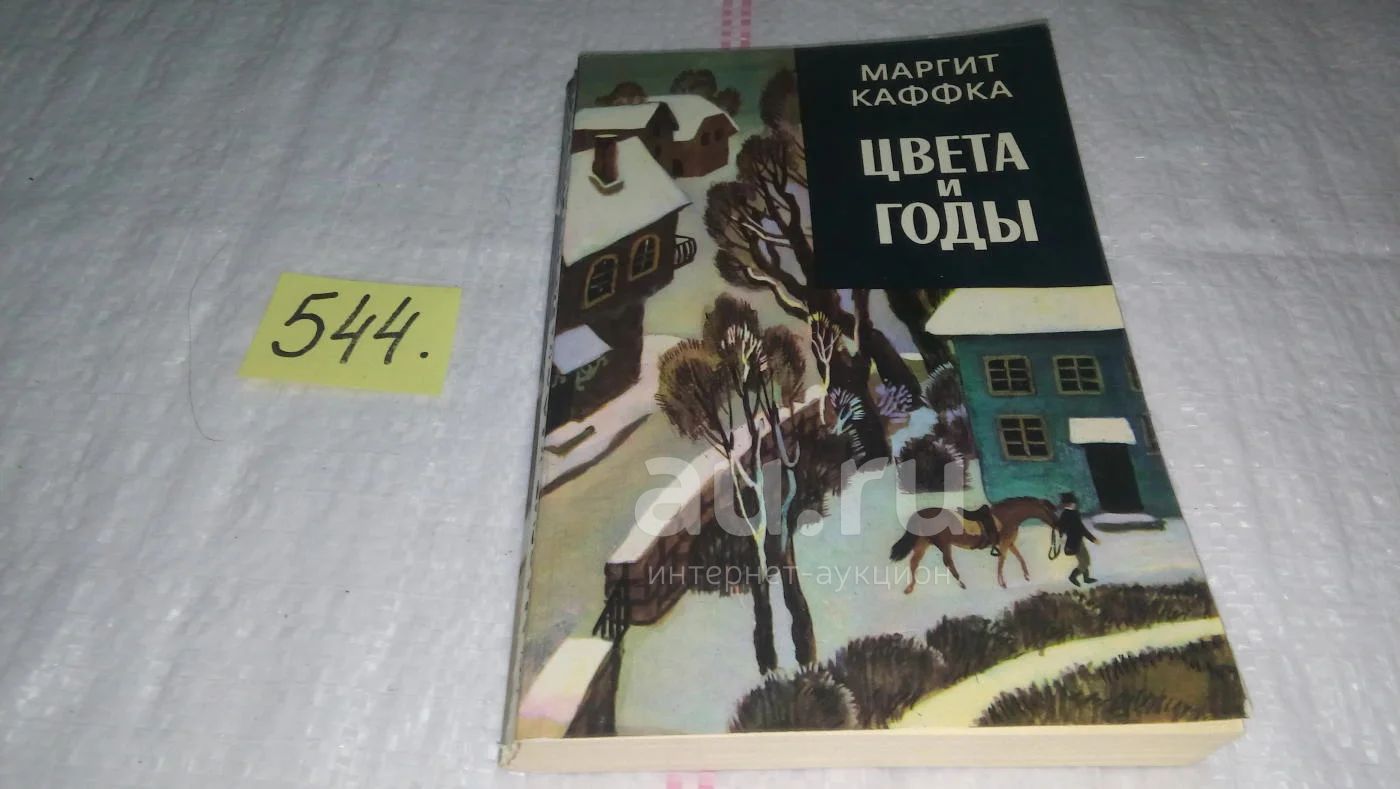 544.
МАРГИТ
КАФФКА
ЦВЕТА
И
ГОДЫ
au.ru
интернет-аукцион